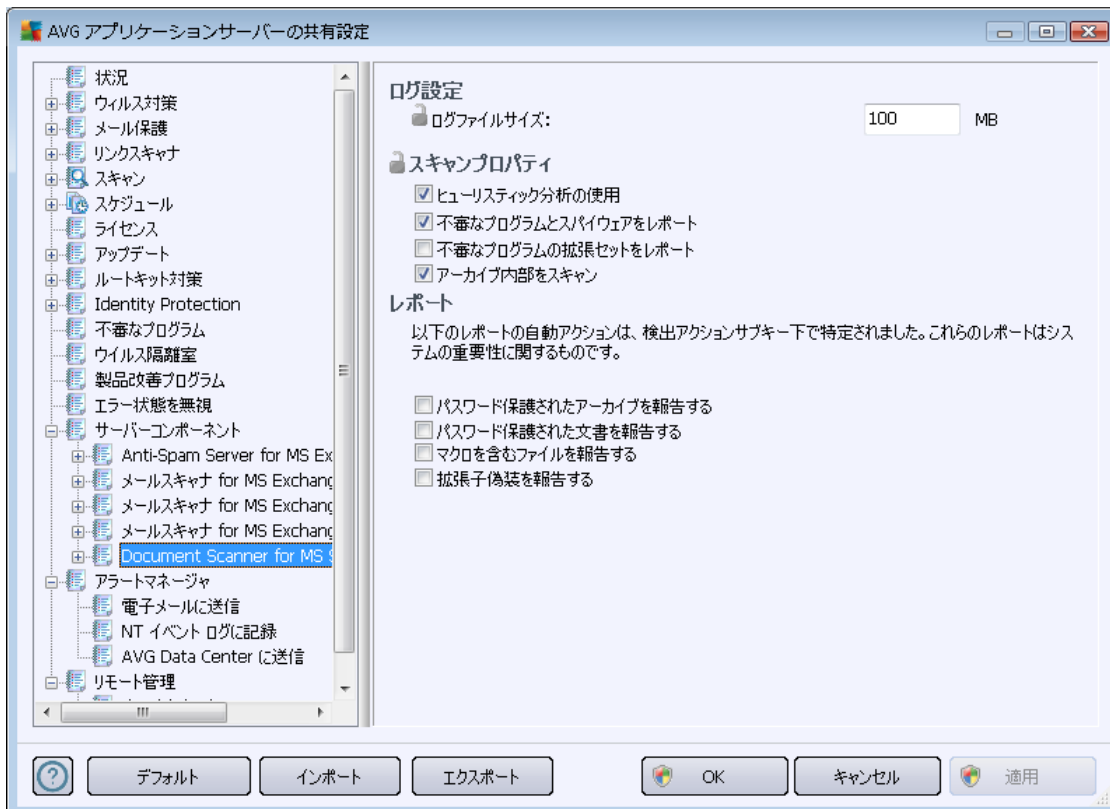 AVG アプリケーションサーバーの共有設定
状況
ウィルス対策
メール保護
リンクスキャナ
スキャン
スケジュール
ライセンス
アップデート
ルートキット対策
Identity Protection
不審なプログラム
ウイルス隔離室
製品改善プログラム
エラー状態を無視
サーバーコンポーネント
Anti-Spam Server for MS Ex
メールスキャナ for MS Exchang
メールスキャナ for MS Exchang
メールスキャナ for MS Exchang
Document Scanner for MS S
アラートマネージャ
電子メールに送信
NT イベント ログに記録
AVG Data Center に送信
リモート管理
ログ設定
ログファイルサイズ:
100 MB
スキャンプロパティ
ヒューリスティック分析の使用
不審なプログラムとスパイウェアをレポート
不審なプログラムの拡張セットをレポート
アーカイブ内部をスキャン
レポート
以下のレポートの自動アクションは、検出アクションサブキー下で特定されました。これらのレポートはシス
テムの重要性に関するものです。
パスワード保護されたアーカイブを報告する
パスワード保護された文書を報告する
マクロを含むファイルを報告する
拡張子偽装を報告する
デフォルト
インポート
エクスポート
OK
キャンセル
適用